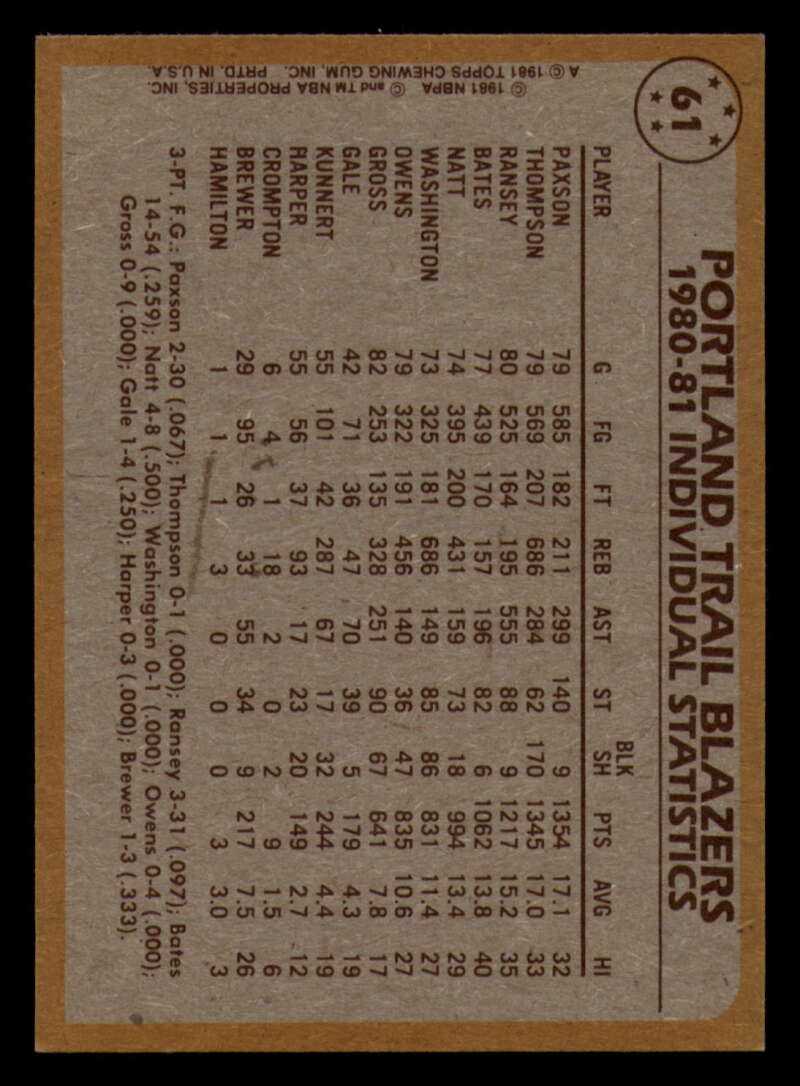 61
PORTLAND TRAIL BLAZERS
1980-81 INDIVIDUAL STATISTICS
BLK
PLAYER G FG FT REB AST ST SH PTS AVG HI
PAXSON 79 585 182 211 299 140 9 1354 17.1 32
THOMPSON 79 569 207 686 284 62 170 1345 17.0 33
RANSEY 80 525 164 195 555 88 9 1217 15.2 35
BATES 77 439 170 157 196 82 6 1062 13.8 40
NATT 74 395 200 431 159 73 18 994 13.4 29
WASHINGTON 73 325 181 686 149 85 86 831 11.4 27
OWENS 79 322 191 456 140 36 47 835 10.6 27
GROSS 82 253 135 328 251 90 67 641 7.8 17
GALE 42 71 36 47 70 39 5 179 4.3 19
KUNNERT 55 101 42 287 67 17 32 244 4.4 19
HARPER 55 56 37 93 17 23 20 149 2.7 12
CROMPTON 6 4 1 18 2 0 2 9 1.5 6
BREWER 29 95 26 33 55 34 9 217 7.5 26
HAMILTON 1 1 1 3 0 0 0 3 3.0 3
3-PT. F.G.: Paxson 2-30 (.067); Thompson 0-1 (.000); Ransey 3-31 (.097); Bates
14-54 (.259); Natt 4-8 (.500); Washington 0-1 (.000); Owens 0-4 (.000);
Gross 0-9 (.000); Gale 1-4 (.250); Harper 0-3 (.000); Brewer 1-3 (.333).
© 1981 NBPA © and TM NBA PROPERTIES, INC.
A © 1981 TOPPS CHEWING GUM, INC. PRTD. IN U.S.A.